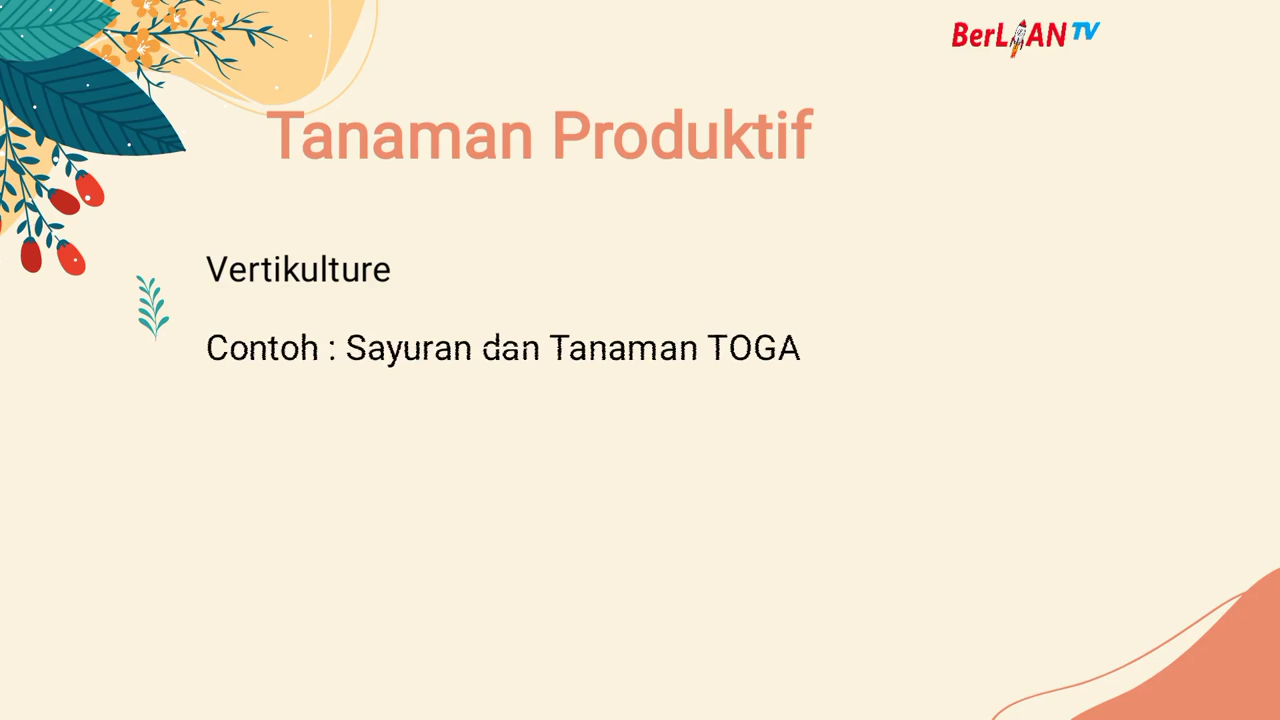 BerLIAN TV
Tanaman Produktif
Vertikulture
Contoh : Sayuran dan Tanaman TOGA